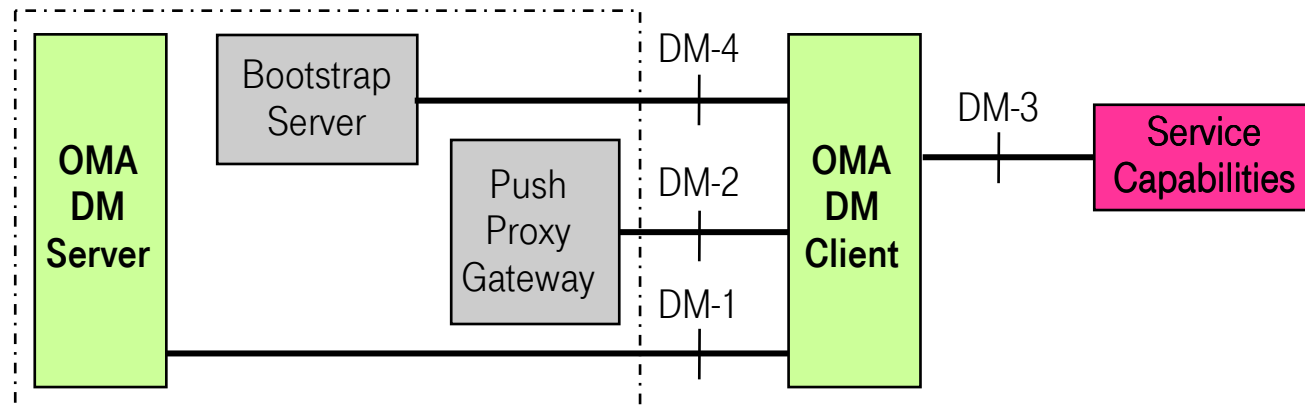 OMA
DM
Server
Bootstrap
Server
Push
Proxy
Gateway
DM-4
DM-2
DM-1
OMA
DM
Client
DM-3
Service
Capabilities